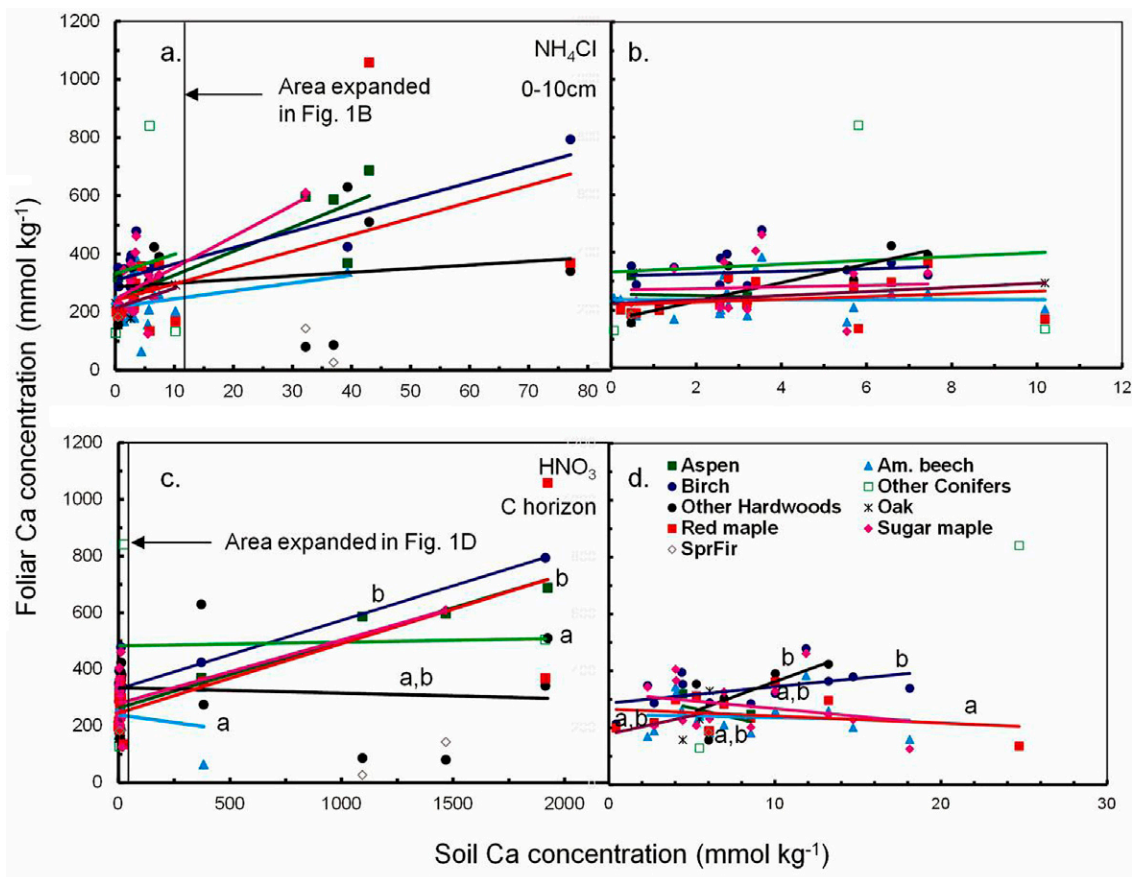 1200
1000
800
600
400
200
0
a.
NH4Cl
0-10cm
Area expanded
in Fig. 1B
b.
0 10 20 30 40 50 60 70 80
0 2 4 6 8 10 12
Foliar Ca concentration (mmol kg-1)
1200
1000
800
600
400
200
0
c.
HNO3
C horizon
Area expanded in Fig. 1D
b
b
a
a,b
a
d.
Aspen
Am. beech
Birch
Other Conifers
Other Hardwoods
Oak
Red maple
Sugar maple
SprFir
b
b
a,b
a,b
a
a,b
0 500 1000 1500 2000
0 10 20 30
Soil Ca concentration (mmol kg-1)